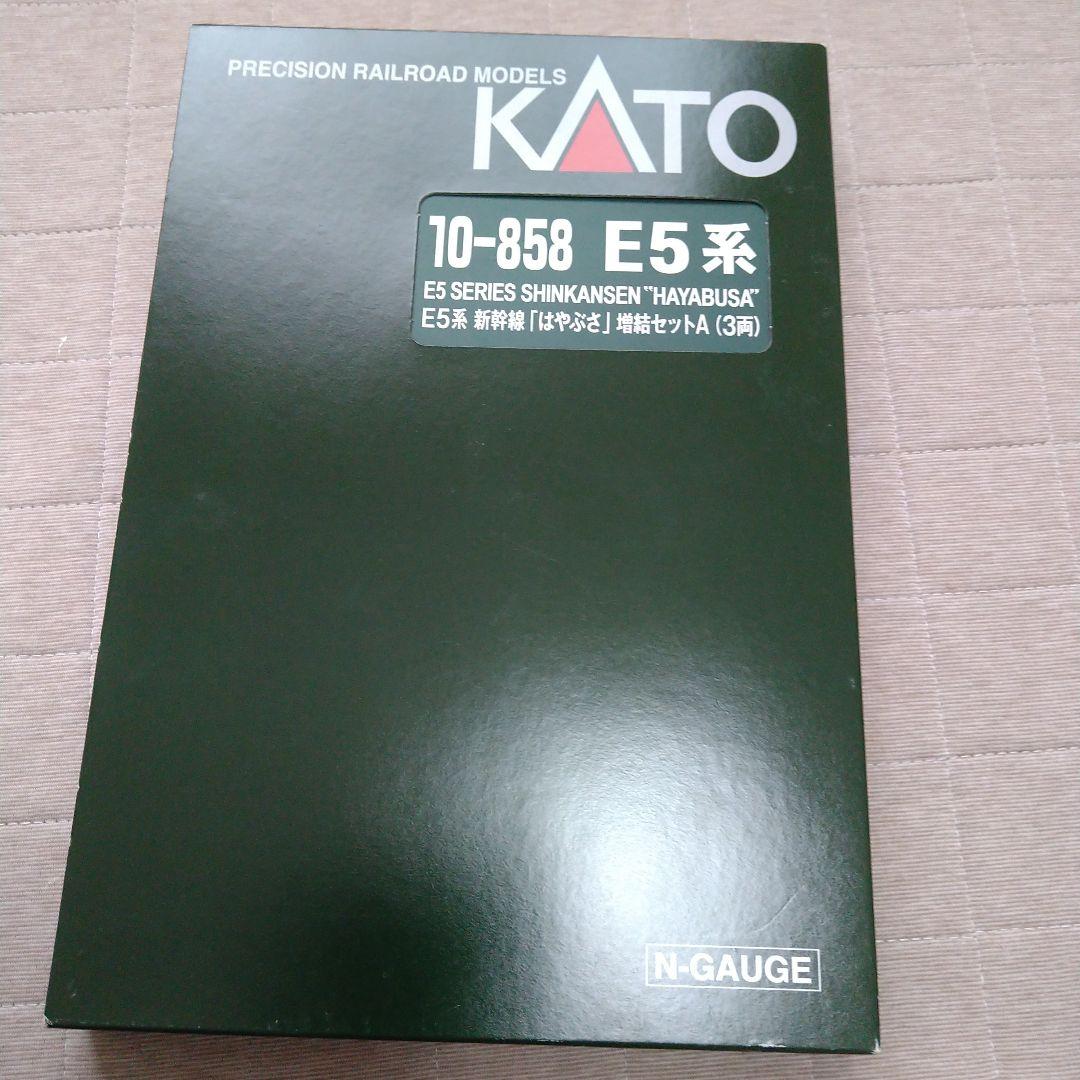 PRECISION RAILROAD MODELS
KATO
10-858 E5系
E5 SERIES SHINKANSEN "HAYABUSA"
E5系 新幹線「はやぶさ」増結セットA(3両)
N-GAUGE